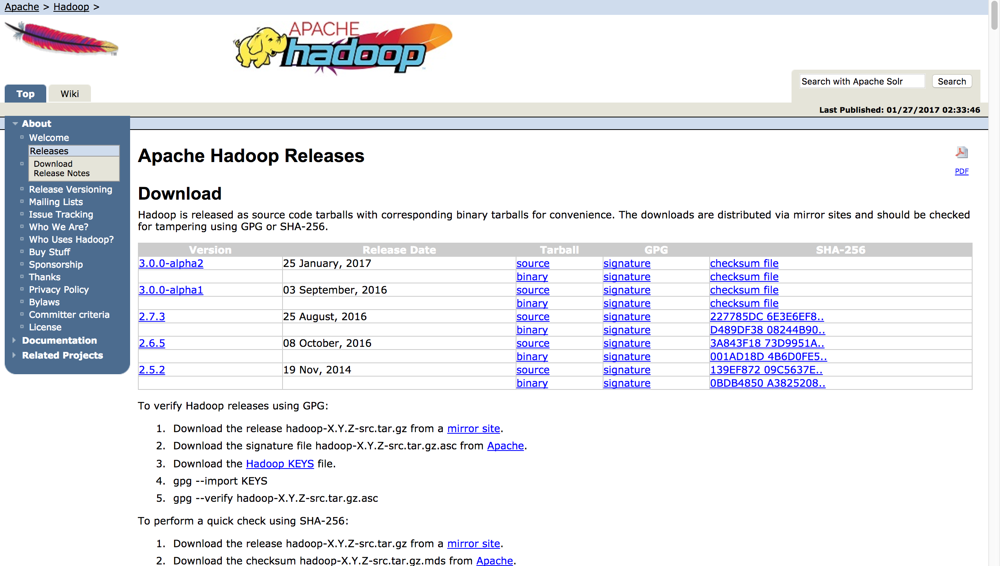 Apache > Hadoop >
TM
APACHE
hadoop
TM
Search with Apache Solr Search
Top Wiki
Last Published: 01/27/2017 02:33:46
About
Welcome
Releases
Download
Release Notes
Release Versioning
Mailing Lists
Issue Tracking
Who We Are?
Who Uses Hadoop?
Buy Stuff
Sponsorship
Thanks
Privacy Policy
Bylaws
Committer criteria
License
Documentation
Related Projects
Apache Hadoop Releases
PDF
Download
Hadoop is released as source code tarballs with corresponding binary tarballs for convenience. The downloads are distributed via mirror sites and should be checked
for tampering using GPG or SHA-256.
Version Release Date Tarball GPG SHA-256
3.0.0-alpha2 25 January, 2017 source signature checksum file
binary signature checksum file
3.0.0-alpha1 03 September, 2016 source signature checksum file
binary signature checksum file
2.7.3 25 August, 2016 source signature 227785DC 6E3E6EF8..
binary signature D489DF38 08244B90..
2.6.5 08 October, 2016 source signature 3A843F18 73D9951A..
binary signature 001AD18D 4B6D0FE5..
2.5.2 19 Nov, 2014 source signature 139EF872 09C5637E..
binary signature 0BDB4850 A3825208..
To verify Hadoop releases using GPG:
1. Download the release hadoop-X.Y.Z-src.tar.gz from a mirror site.
2. Download the signature file hadoop-X.Y.Z-src.tar.gz.asc from Apache.
3. Download the Hadoop KEYS file.
4. gpg --import KEYS
5. gpg --verify hadoop-X.Y.Z-src.tar.gz.asc
To perform a quick check using SHA-256:
1. Download the release hadoop-X.Y.Z-src.tar.gz from a mirror site.
2. Download the checksum hadoop-X.Y.Z-src.tar.gz.mds from Apache.